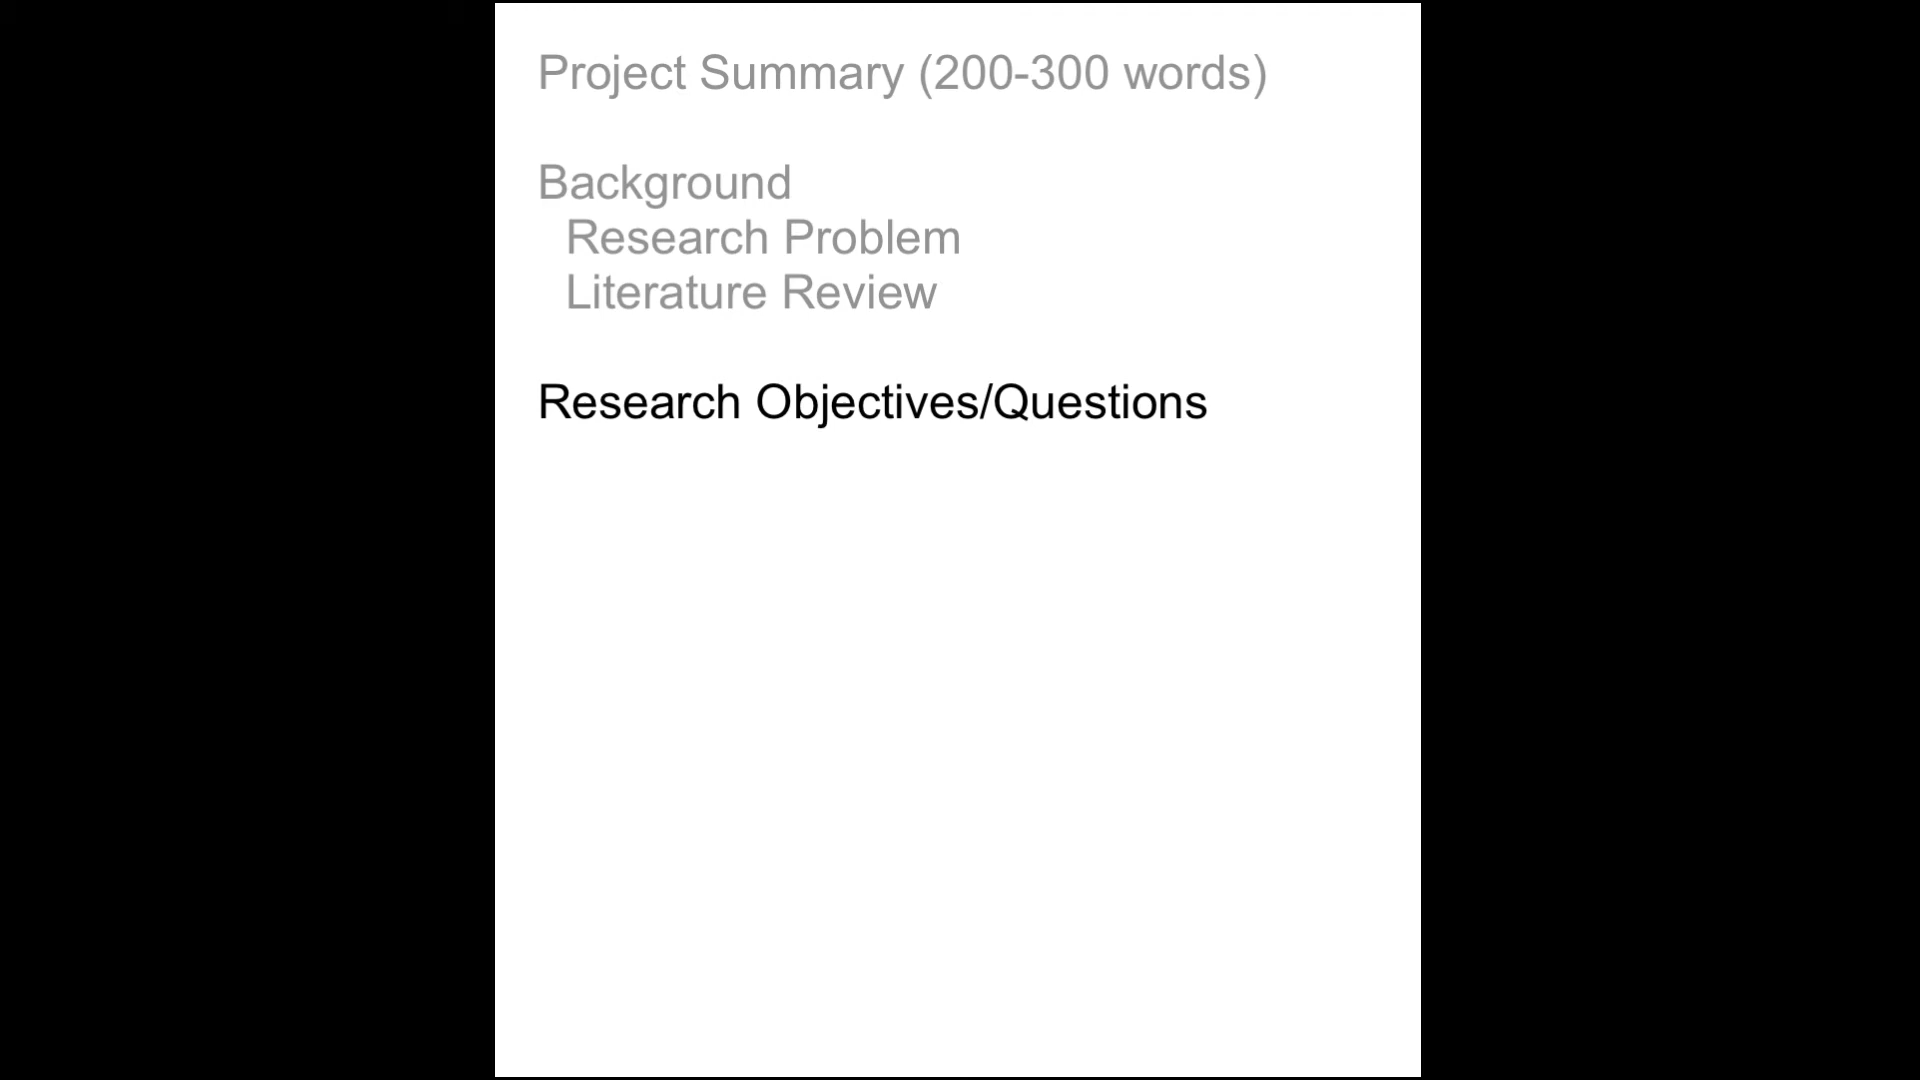 Project Summary (200-300 words)
Background
Research Problem
Literature Review
Research Objectives/Questions